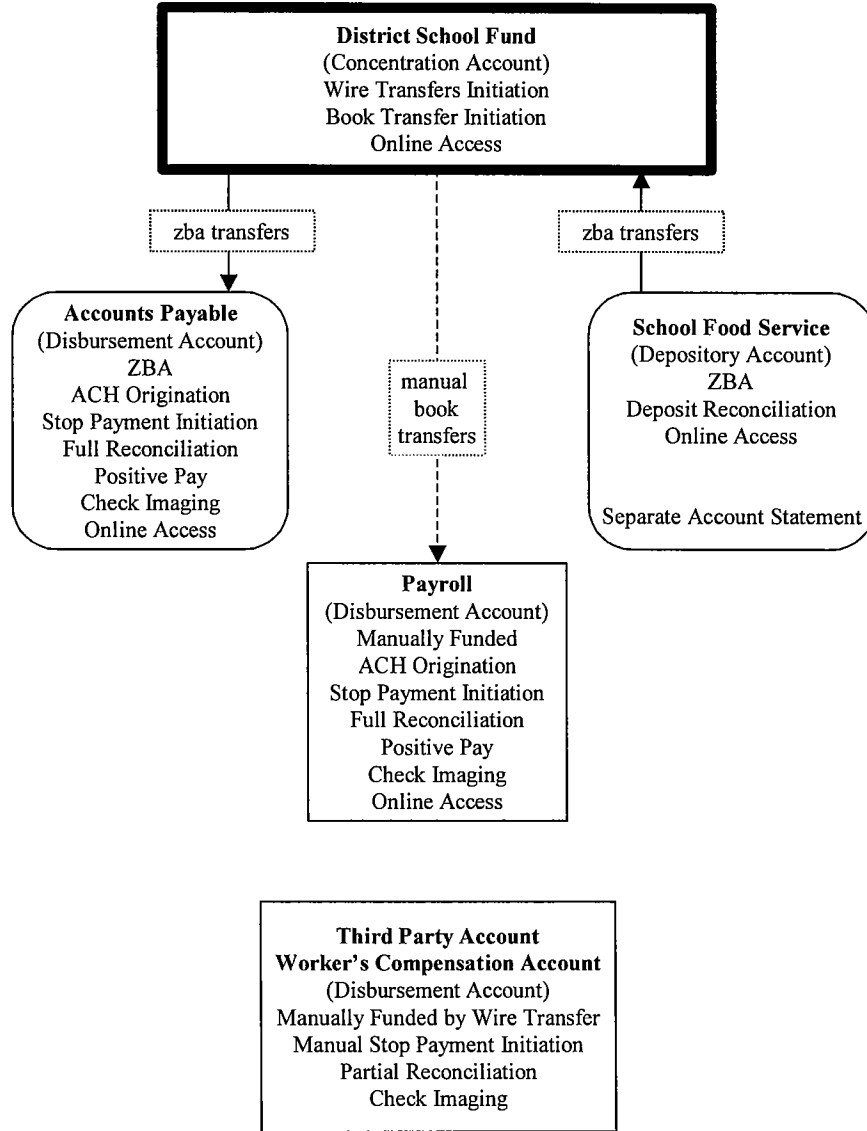 District School Fund
(Concentration Account)
Wire Transfers Initiation
Book Transfer Initiation
Online Access
zba transfers
zba transfers
Accounts Payable
(Disbursement Account)
ZBA
ACH Origination
Stop Payment Initiation
Full Reconciliation
Positive Pay
Check Imaging
Online Access
manual
book
transfers
School Food Service
(Depository Account)
ZBA
Deposit Reconciliation
Online Access
Separate Account Statement
Payroll
(Disbursement Account)
Manually Funded
ACH Origination
Stop Payment Initiation
Full Reconciliation
Positive Pay
Check Imaging
Online Access
Third Party Account
Worker's Compensation Account
(Disbursement Account)
Manually Funded by Wire Transfer
Manual Stop Payment Initiation
Partial Reconciliation
Check Imaging